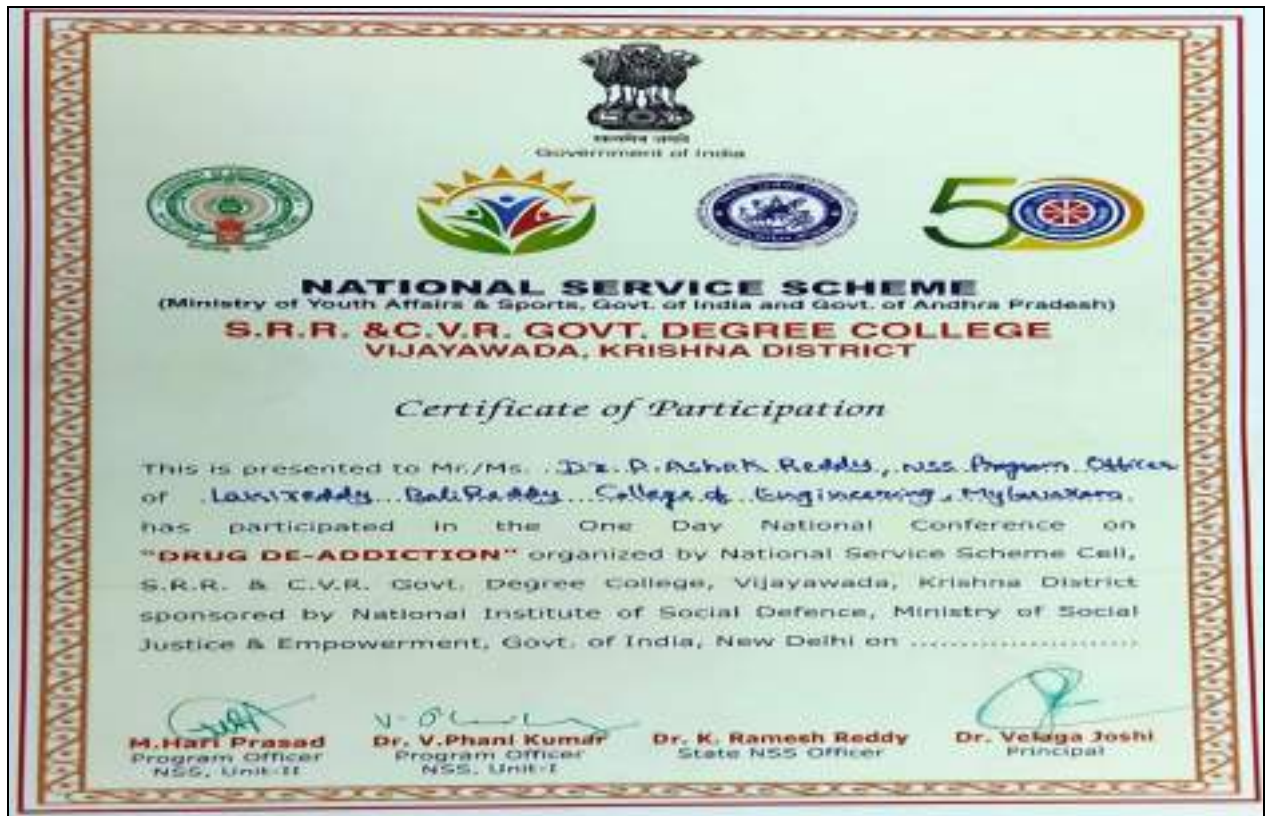 Government of India
50
NATIONAL SERVICE SCHEME
(Ministry of Youth Affairs & Sports, Govt. of India and Govt. of Andhra Pradesh)
S.R.R. &C.V.R. GOVT. DEGREE COLLEGE
VIJAYAWADA, KRISHNA DISTRICT
Certificate of Participation
This is presented to Mr./Ms. Dr. Ashok Reddy, NSS Program Officer
of Lakireddy BaliReddy College of Engineering, Mylavaram
has participated in the One Day National Conference on
"DRUG DE-ADDICTION" organized by National Service Scheme Cell,
S.R.R. & C.V.R. Govt. Degree College, Vijayawada, Krishna District
sponsored by National Institute of Social Defence, Ministry of Social
Justice & Empowerment, Govt. of India, New Delhi on ........................
M.Hari Prasad
Program Officer
NSS, Unit-II
Dr. V.Phani Kumar
Program Officer
NSS, Unit-I
Dr. K. Ramesh Reddy
State NSS Officer
Dr. Velaga Joshi
Principal